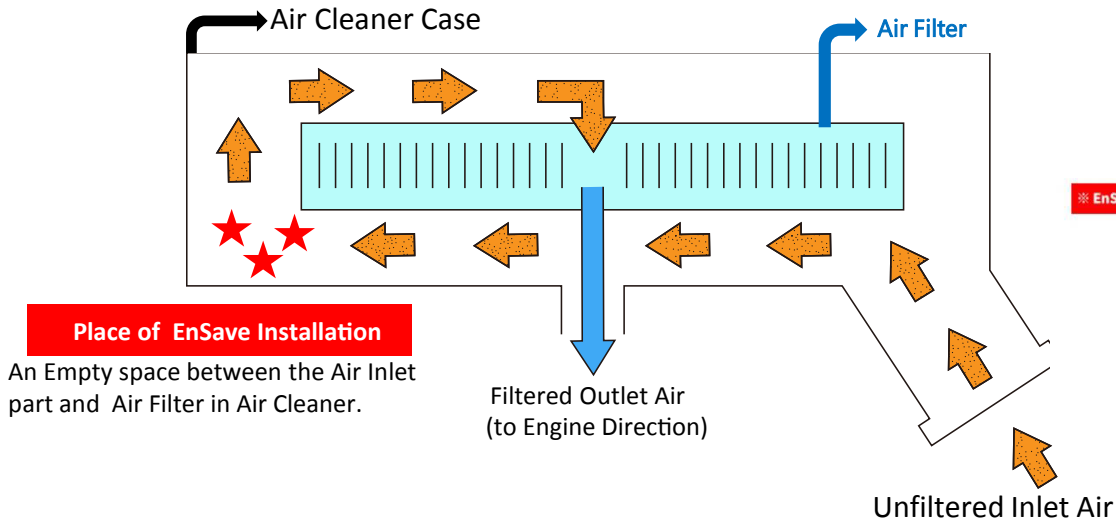 Air Cleaner Case
Air Filter
※ EnS
Place of EnSave Installation
An Empty space between the Air Inlet
part and Air Filter in Air Cleaner.
Filtered Outlet Air
(to Engine Direction)
Unfiltered Inlet Air